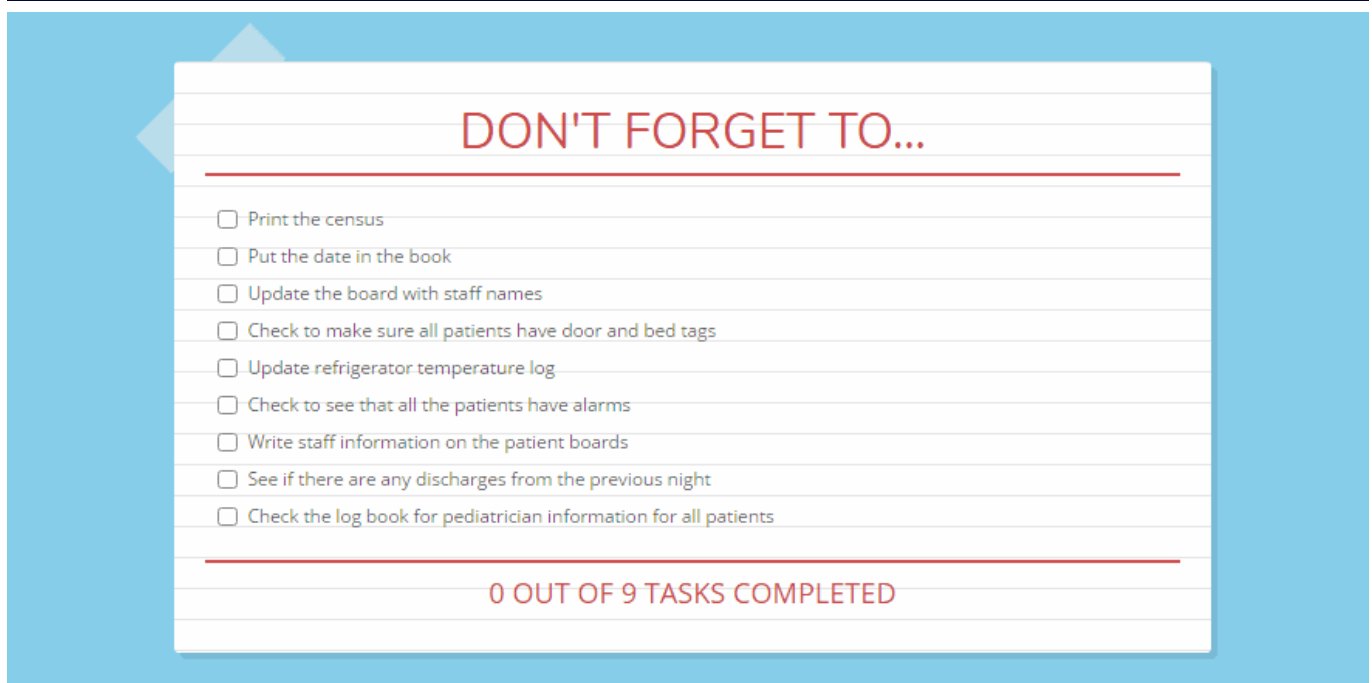 DON'T FORGET TO...
Print the census
Put the date in the book
Update the board with staff names
Check to make sure all patients have door and bed tags
Update refrigerator temperature log
Check to see that all the patients have alarms
Write staff information on the patient boards
See if there are any discharges from the previous night
Check the log book for pediatrician information for all patients
0 OUT OF 9 TASKS COMPLETED